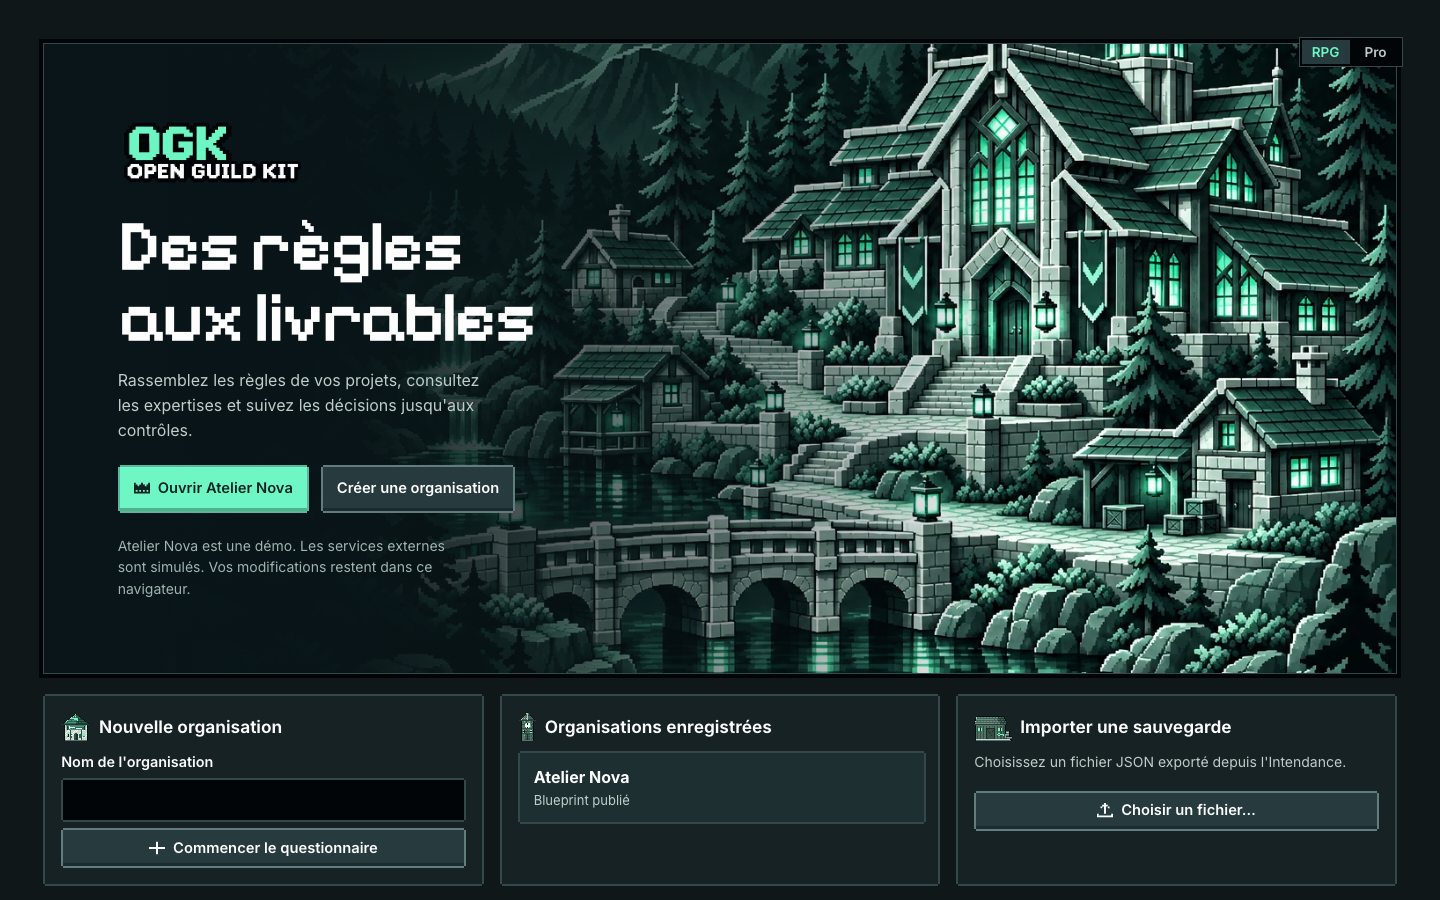 RPG Pro
OGK
OPEN GUILD KIT
Des règles
aux livrables
Rassemblez les règles de vos projets, consultez
les expertises et suivez les décisions jusqu'aux
contrôles.
Ouvrir Atelier Nova
Créer une organisation
Atelier Nova est une démo. Les services externes
sont simulés. Vos modifications restent dans ce
navigateur.
Nouvelle organisation
Nom de l'organisation
Commencer le questionnaire
Organisations enregistrées
Atelier Nova
Blueprint publié
Importer une sauvegarde
Choisissez un fichier JSON exporté depuis l'Intendance.
Choisir un fichier...